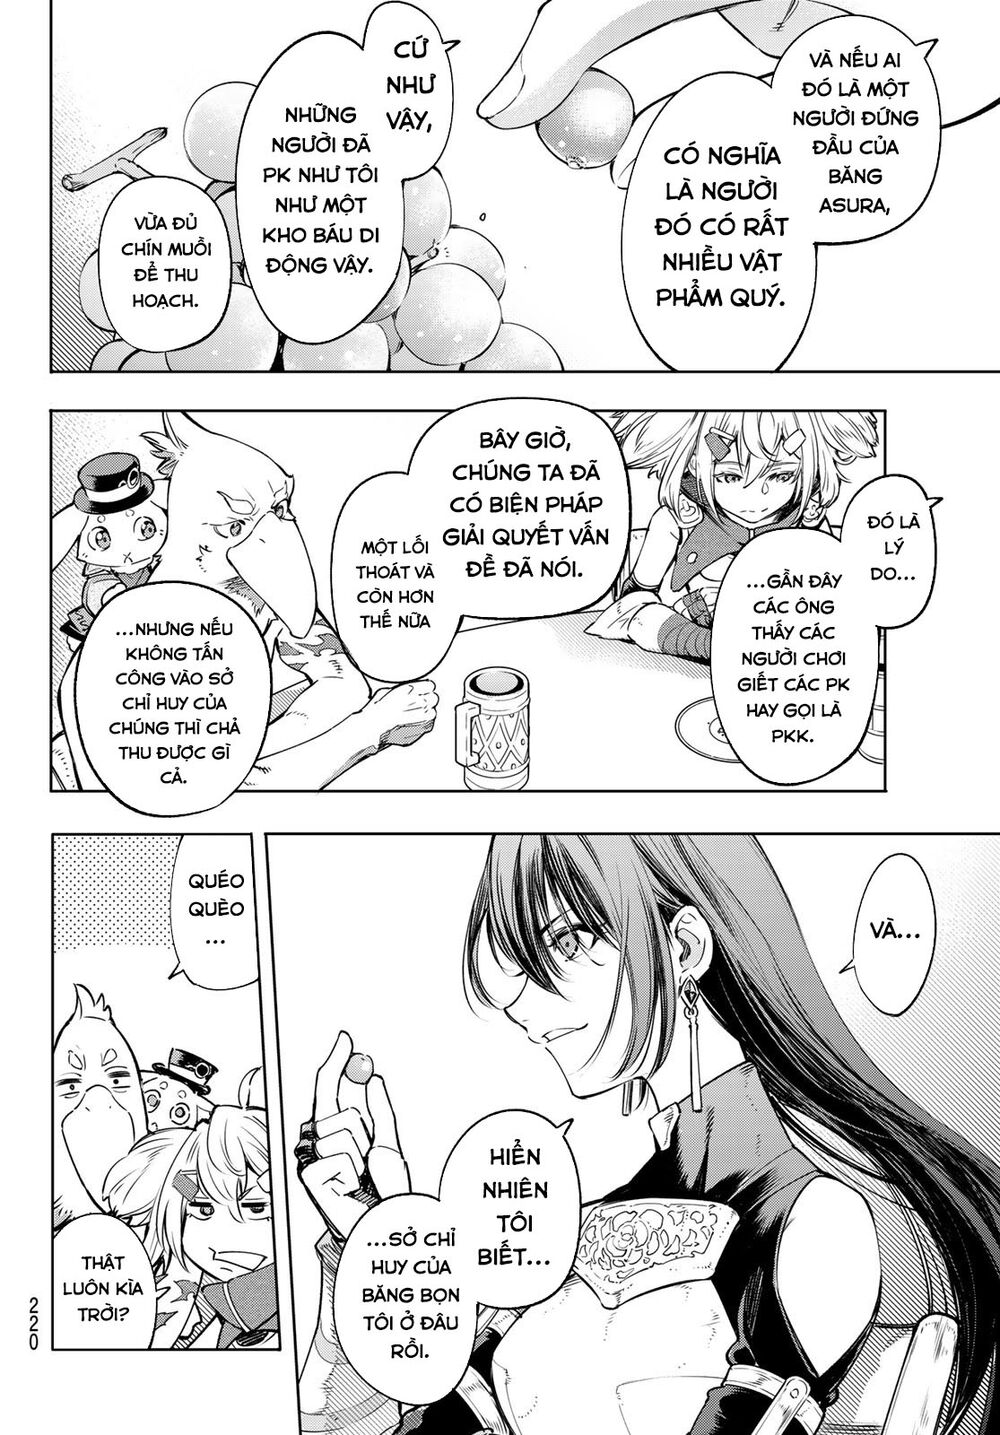 VÀ NẾU AI
ĐÓ LÀ MỘT
NGƯỜI ĐỨNG
ĐẦU CỦA
BĂNG
ASURA,
CÓ NGHĨA
LÀ NGƯỜI
ĐÓ CÓ RẤT
NHIỀU VẬT
PHẨM QUÝ.
CỨ
NHƯ
VẬY,
NHỮNG
NGƯỜI ĐÃ
PK NHƯ TÔI
NHƯ MỘT
KHO BÁU DI
ĐỘNG VẬY.
VỪA ĐỦ
CHÍN MUỒI
ĐỂ THU
HOẠCH.
ĐÓ LÀ
LÝ
DO...
...GẦN ĐÂY
CÁC ÔNG
THẤY CÁC
NGƯỜI CHƠI
GIẾT CÁC PK
HAY GỌI LÀ
PKK.
BÂY GIỜ,
CHÚNG TA ĐÃ
CÓ BIỆN PHÁP
GIẢI QUYẾT VẤN
ĐỀ ĐÃ NÓI.
MỘT LỐI
THOÁT VÀ
CÒN HƠN
THẾ NỮA
...NHƯNG NẾU
KHÔNG TẤN
CÔNG VÀO SỞ
CHỈ HUY CỦA
CHÚNG THÌ CHẢ
THU ĐƯỢC GÌ
CẢ.
VÀ...
HIỂN
NHIÊN
TÔI
BIẾT...
...SỞ CHỈ
HUY CỦA
BĂNG BỌN
TÔI Ở ĐÂU
RỒI.
QUÉO
QUÈO
...
THẬT
LUÔN KÌA
TRỜI?
220